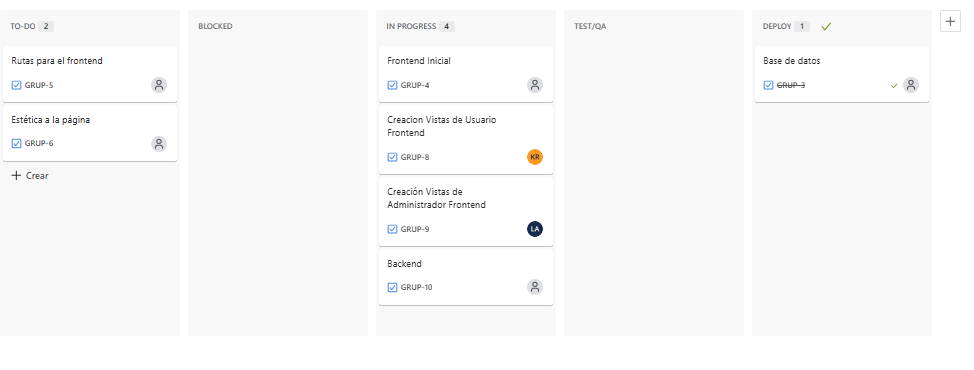 TO-DO 2
Rutas para el frontend
GRUP-5
Estética a la página
GRUP-6
Crear
BLOCKED
IN PROGRESS 4
Frontend Inicial
GRUP-4
Creacion Vistas de Usuario
Frontend
GRUP-8
KR
Creación Vistas de
Administrador Frontend
GRUP-9
LA
Backend
GRUP-10
TEST/QA
DEPLOY 1
Base de datos
GRUP-3